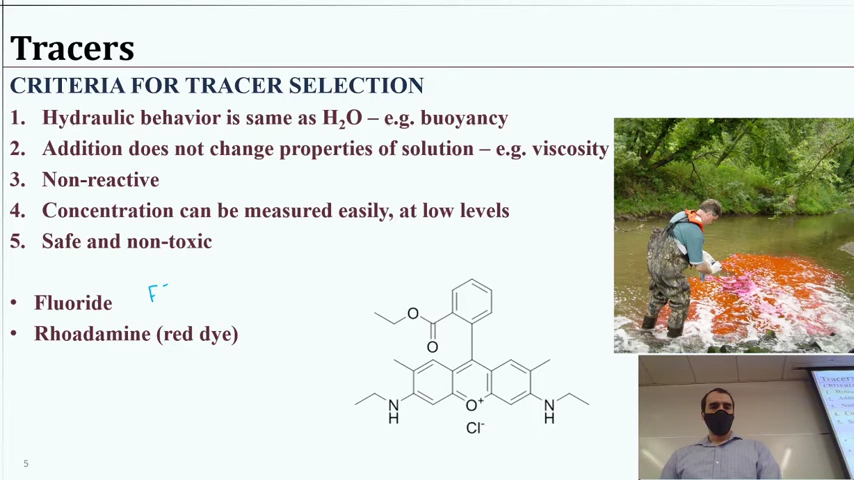 Tracers
CRITERIA FOR TRACER SELECTION
1. Hydraulic behavior is same as H₂O – e.g. buoyancy
2. Addition does not change properties of solution – e.g. viscosity
3. Non-reactive
4. Concentration can be measured easily, at low levels
5. Safe and non-toxic
• Fluoride F⁻
• Rhoadamine (red dye)
O
O
N
H
O⁺
N
H
Cl⁻
5
Tracers